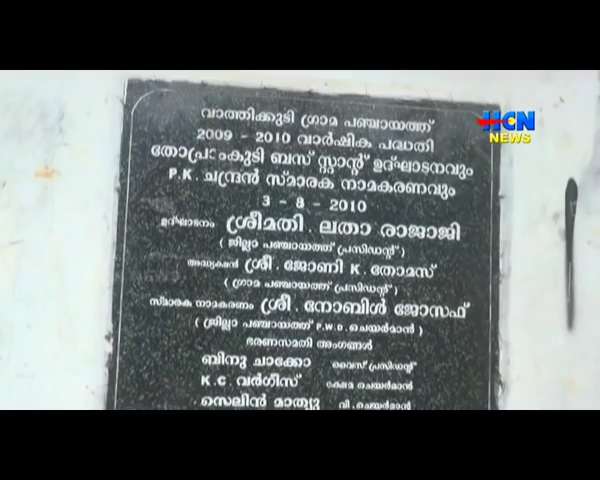 HCN
NEWS
വാത്തിക്കുടി ഗ്രാമ പഞ്ചായത്ത്
2009 - 2010 വാർഷിക പദ്ധതി
തോപ്രാംകുടി ബസ് സ്റ്റാന്റ് ഉദ്ഘാടനവും
P.K. ചന്ദ്രൻ സ്മാരക നാമകരണവും
3 - 8 - 2010
ഉദ്ഘാടനം ശ്രീമതി. ലതാ രാജാജി
( ജില്ലാ പഞ്ചായത്ത് പ്രസിഡന്റ് )
അദ്ധ്യക്ഷൻ ശ്രീ. ജോണി K. തോമസ്
( ഗ്രാമ പഞ്ചായത്ത് പ്രസിഡന്റ് )
സ്മാരക നാമകരണം ശ്രീ. നോബിൾ ജോസഫ്
( ജില്ലാ പഞ്ചായത്ത് P.W.D. ചെയർമാൻ )
ഭരണസമതി അംഗങ്ങൾ
ബിനു ചാക്കോ വൈസ് പ്രസിഡന്റ്
K.C. വർഗീസ് ക്ഷേമ ചെയർമാൻ
സെലിൻ മാത്യു വി. ചെയർമാൻ